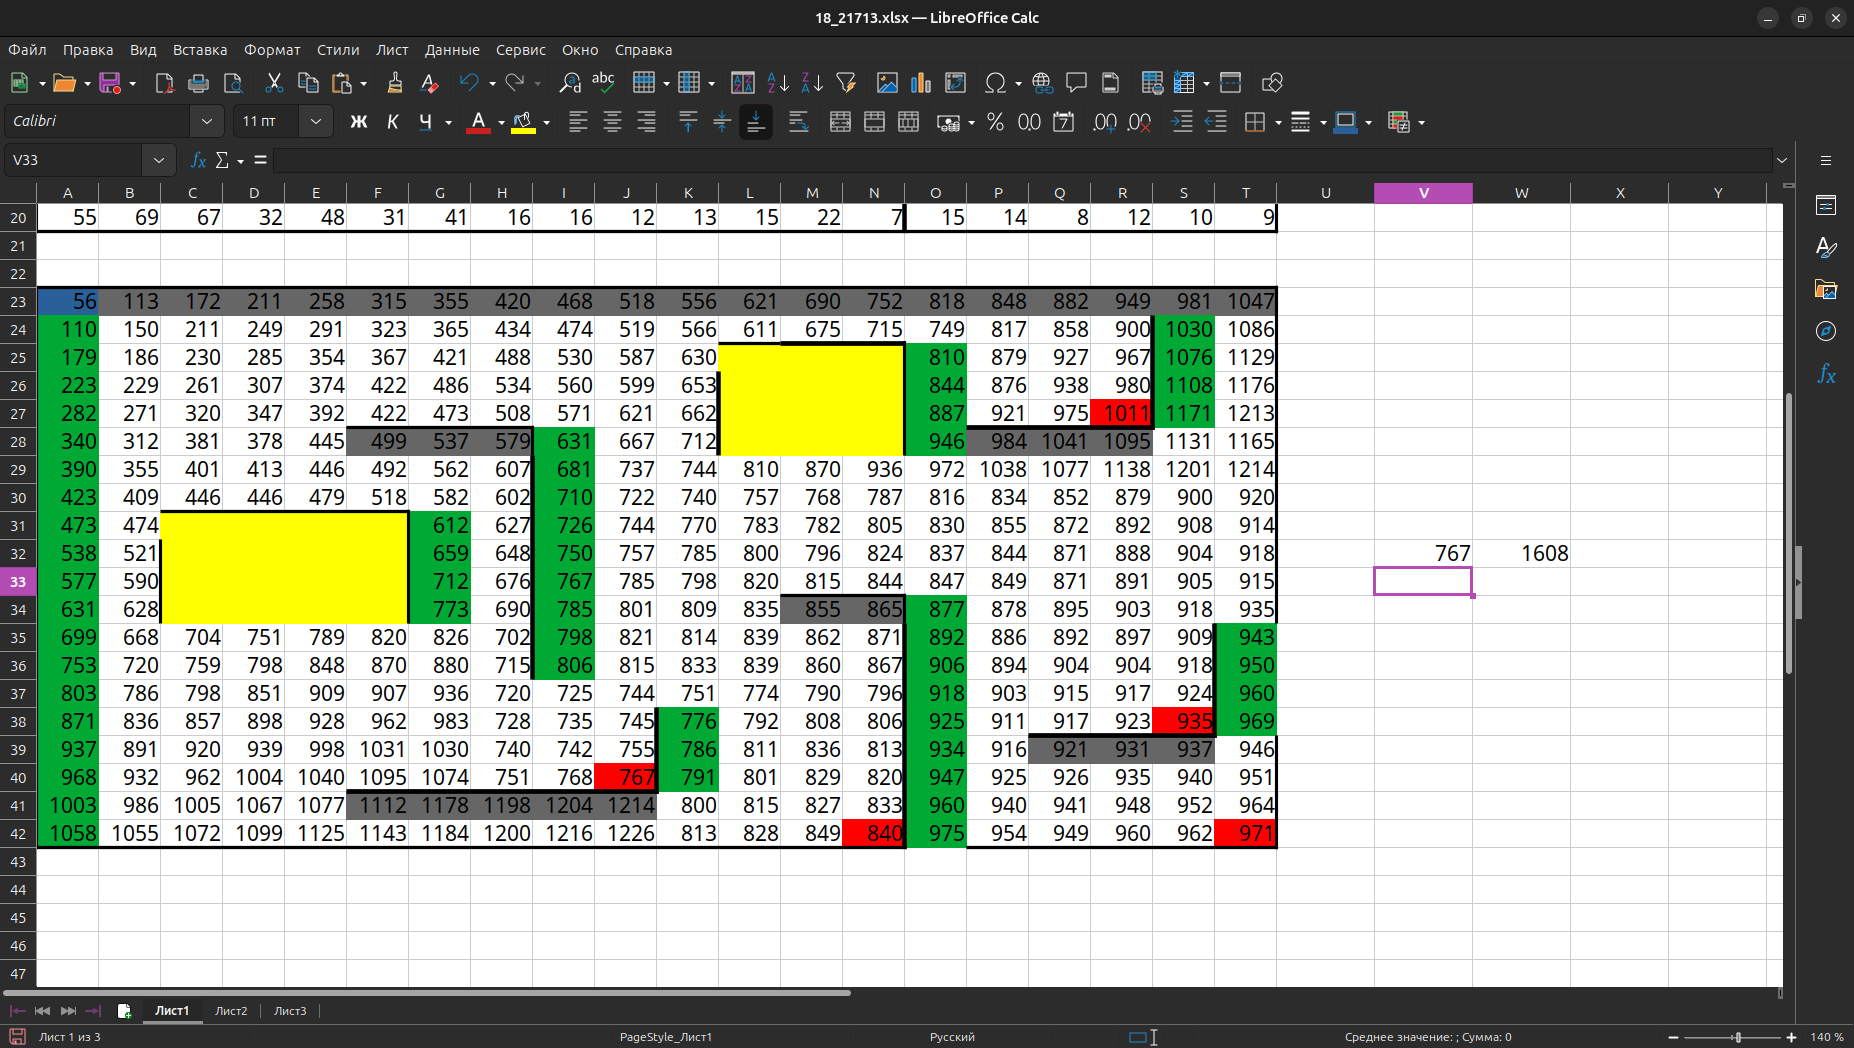 18_21713.xlsx — LibreOffice Calc
Файл Правка Вид Вставка Формат Стили Лист Данные Сервис Окно Справка
Calibri 11 пт Ж К Ч
V33
A B C D E F G H I J K L M N O P Q R S T U V W X Y
20 55 69 67 32 48 31 41 16 16 12 13 15 22 7 15 14 8 12 10 9
21
22
23 56 113 172 211 258 315 355 420 468 518 556 621 690 752 818 848 882 949 981 1047
24 110 150 211 249 291 323 365 434 474 519 566 611 675 715 749 817 858 900 1030 1086
25 179 186 230 285 354 367 421 488 530 587 630 810 879 927 967 1076 1129
26 223 229 261 307 374 422 486 534 560 599 653 844 876 938 980 1108 1176
27 282 271 320 347 392 422 473 508 571 621 662 887 921 975 1011 1171 1213
28 340 312 381 378 445 499 537 579 631 667 712 946 984 1041 1095 1131 1165
29 390 355 401 413 446 492 562 607 681 737 744 810 870 936 972 1038 1077 1138 1201 1214
30 423 409 446 446 479 518 582 602 710 722 740 757 768 787 816 834 852 879 900 920
31 473 474 612 627 726 744 770 783 782 805 830 855 872 892 908 914
32 538 521 659 648 750 757 785 800 796 824 837 844 871 888 904 918 767 1608
33 577 590 712 676 767 785 798 820 815 844 847 849 871 891 905 915
34 631 628 773 690 785 801 809 835 855 865 877 878 895 903 918 935
35 699 668 704 751 789 820 826 702 798 821 814 839 862 871 892 886 892 897 909 943
36 753 720 759 798 848 870 880 715 806 815 833 839 860 867 906 894 904 904 918 950
37 803 786 798 851 909 907 936 720 725 744 751 774 790 796 918 903 915 917 924 960
38 871 836 857 898 928 962 983 728 735 745 776 792 808 806 925 911 917 923 935 969
39 937 891 920 939 998 1031 1030 740 742 755 786 811 836 813 934 916 921 931 937 946
40 968 932 962 1004 1040 1095 1074 751 768 767 791 801 829 820 947 925 926 935 940 951
41 1003 986 1005 1067 1077 1112 1178 1198 1204 1214 800 815 827 833 960 940 941 948 952 964
42 1058 1055 1072 1099 1125 1143 1184 1200 1216 1226 813 828 849 840 975 954 949 960 962 971
43
44
45
46
47
Лист1 Лист2 Лист3
Лист 1 из 3 PageStyle_Лист1 Русский Среднее значение: ; Сумма: 0 140 %